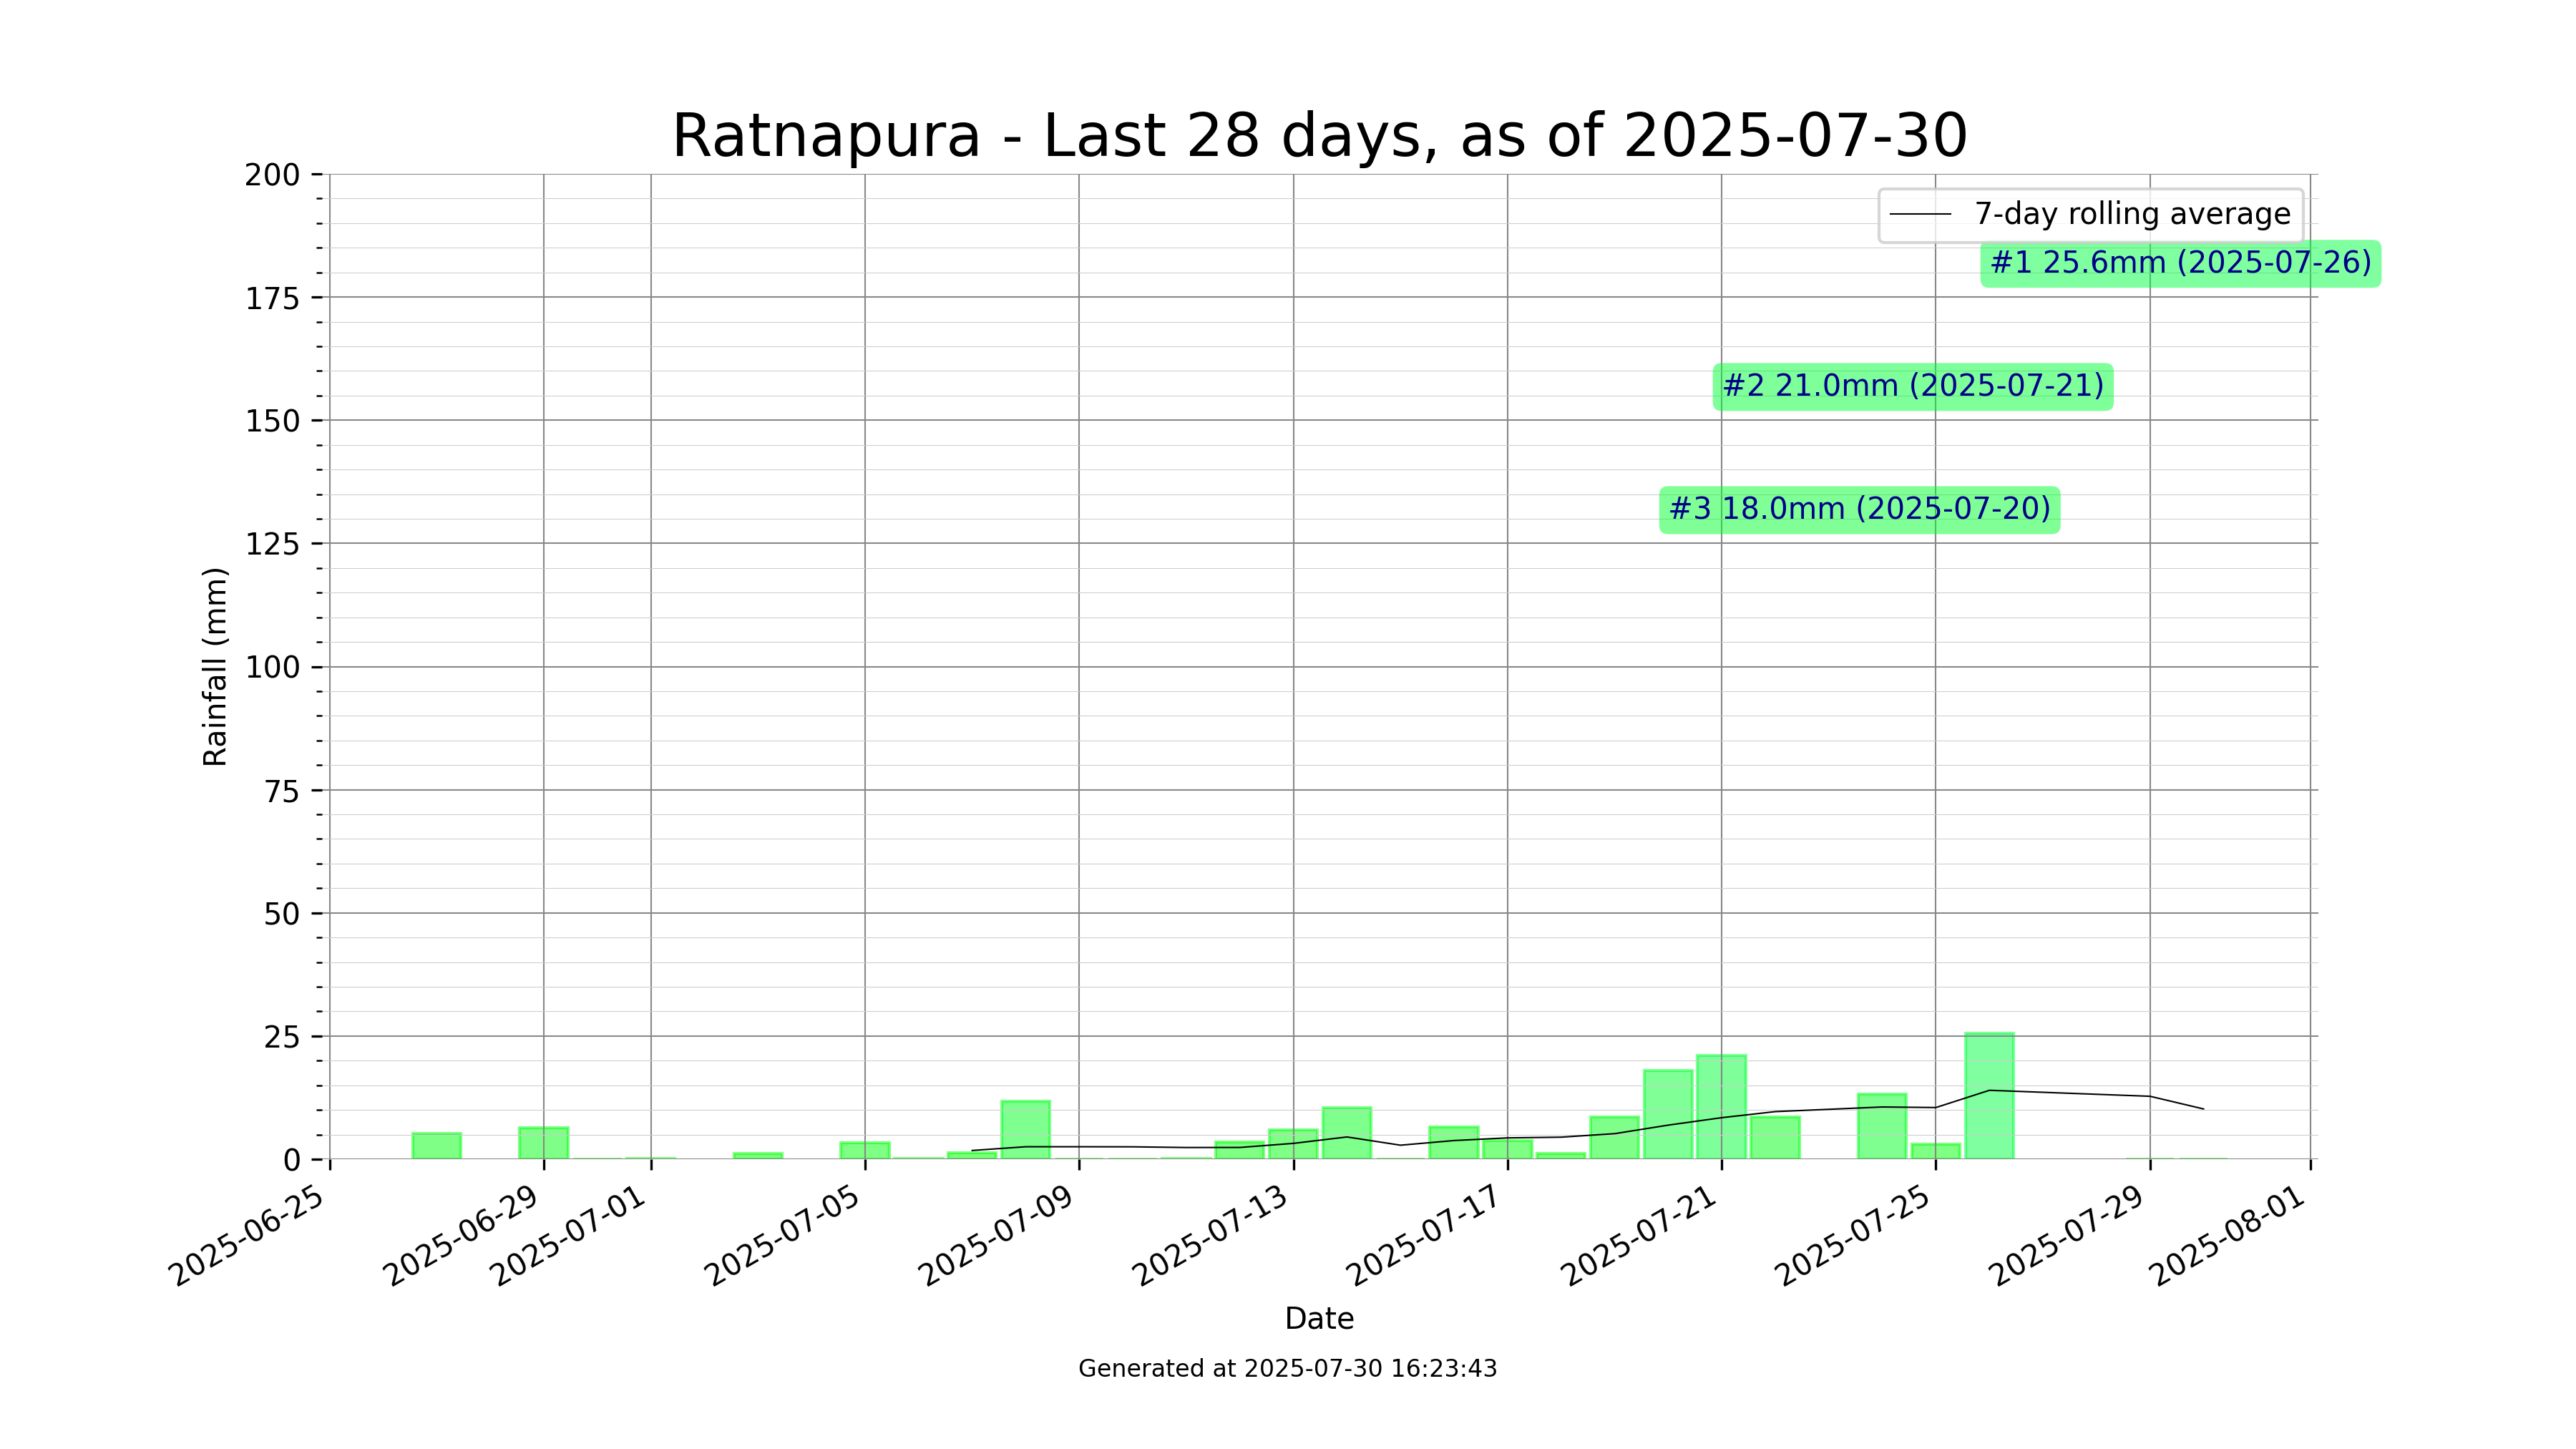 Ratnapura - Last 28 days, as of 2025-07-30
200
175
150
125
100
75
50
25
0
Rainfall (mm)
7-day rolling average
#1 25.6mm (2025-07-26)
#2 21.0mm (2025-07-21)
#3 18.0mm (2025-07-20)
2025-06-25
2025-06-29
2025-07-01
2025-07-05
2025-07-09
2025-07-13
2025-07-17
2025-07-21
2025-07-25
2025-07-29
2025-08-01
Date
Generated at 2025-07-30 16:23:43